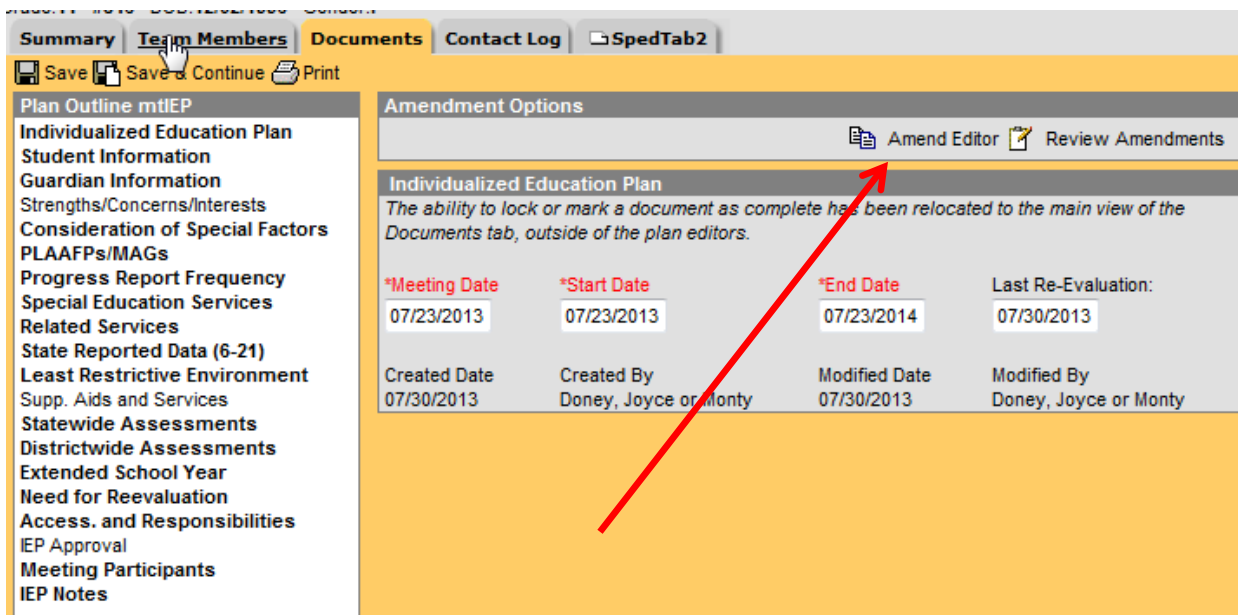 Summary Team Members Documents Contact Log SpedTab2
Save Save & Continue Print
Plan Outline mtIEP
Individualized Education Plan
Student Information
Guardian Information
Strengths/Concerns/Interests
Consideration of Special Factors
PLAAFPs/MAGs
Progress Report Frequency
Special Education Services
Related Services
State Reported Data (6-21)
Least Restrictive Environment
Supp. Aids and Services
Statewide Assessments
Districtwide Assessments
Extended School Year
Need for Reevaluation
Access. and Responsibilities
IEP Approval
Meeting Participants
IEP Notes
Amendment Options
Amend Editor Review Amendments
Individualized Education Plan
The ability to lock or mark a document as complete has been relocated to the main view of the
Documents tab, outside of the plan editors.
*Meeting Date *Start Date *End Date Last Re-Evaluation:
07/23/2013 07/23/2013 07/23/2014 07/30/2013
Created Date Created By Modified Date Modified By
07/30/2013 Doney, Joyce or Monty 07/30/2013 Doney, Joyce or Monty